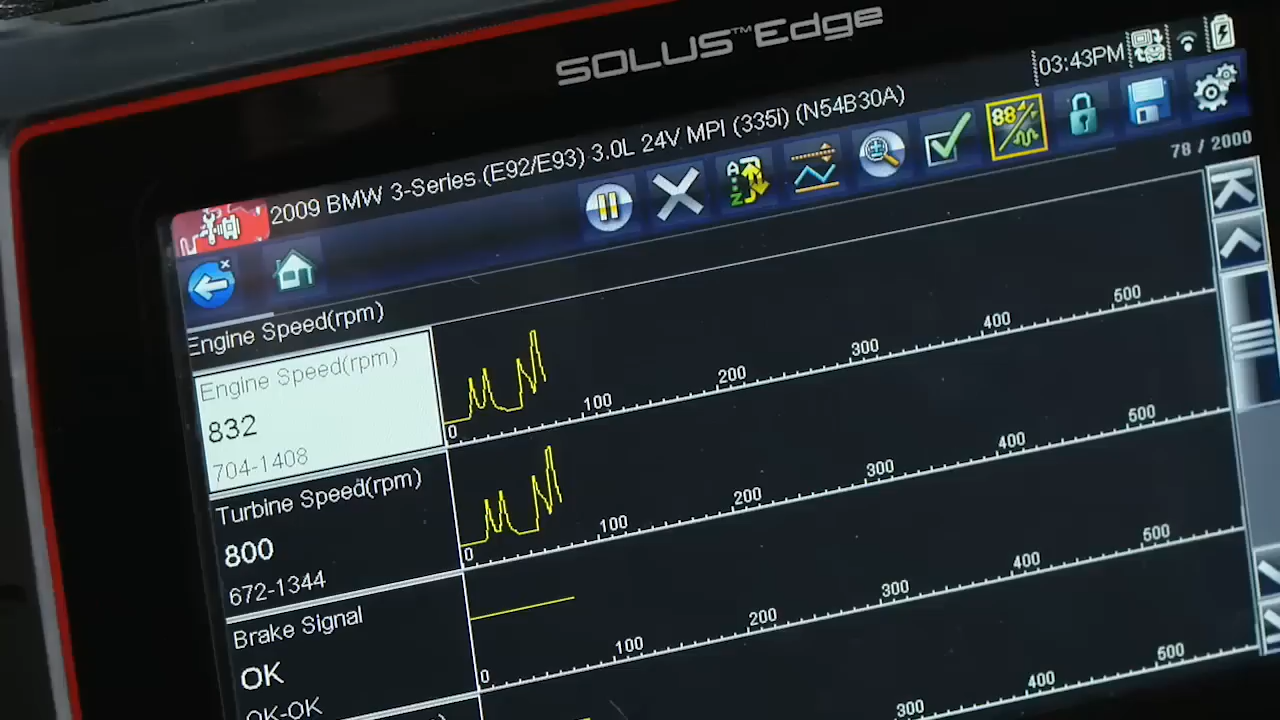 SOLUS™Edge
03:43PM
2009 BMW 3-Series (E92/E93) 3.0L 24V MPI (335I) (N54B30A)
A
Z
88
78 / 2000
Engine Speed(rpm)
Engine Speed(rpm)
832
704-1408
0 100 200 300 400 500
Turbine Speed(rpm)
800
672-1344
0 100 200 300 400 500
Brake Signal
OK
OK-OK
0 100 200 300 400 500
300 400 500